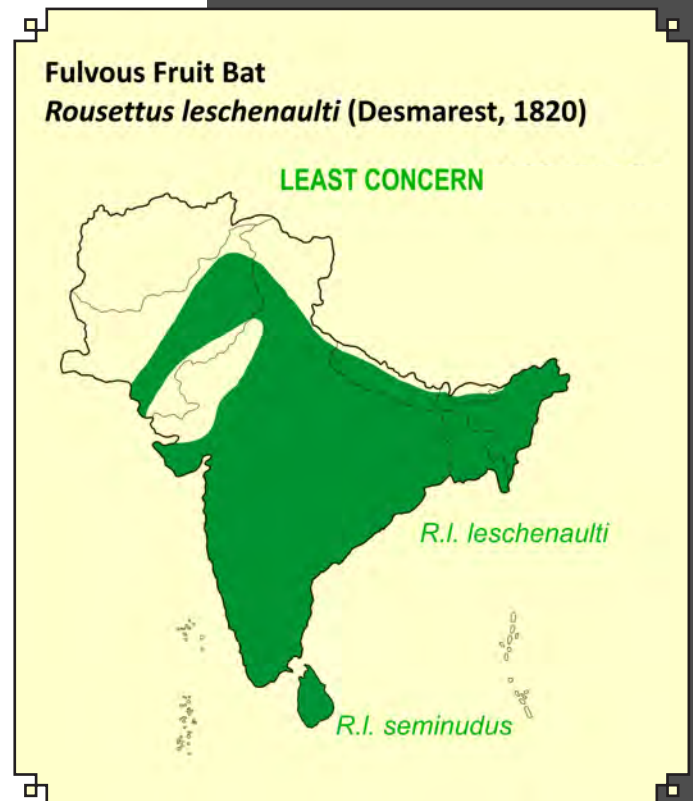 Fulvous Fruit Bat
Rousettus leschenaulti (Desmarest, 1820)
LEAST CONCERN
R.l. leschenaulti
R.l. seminudus